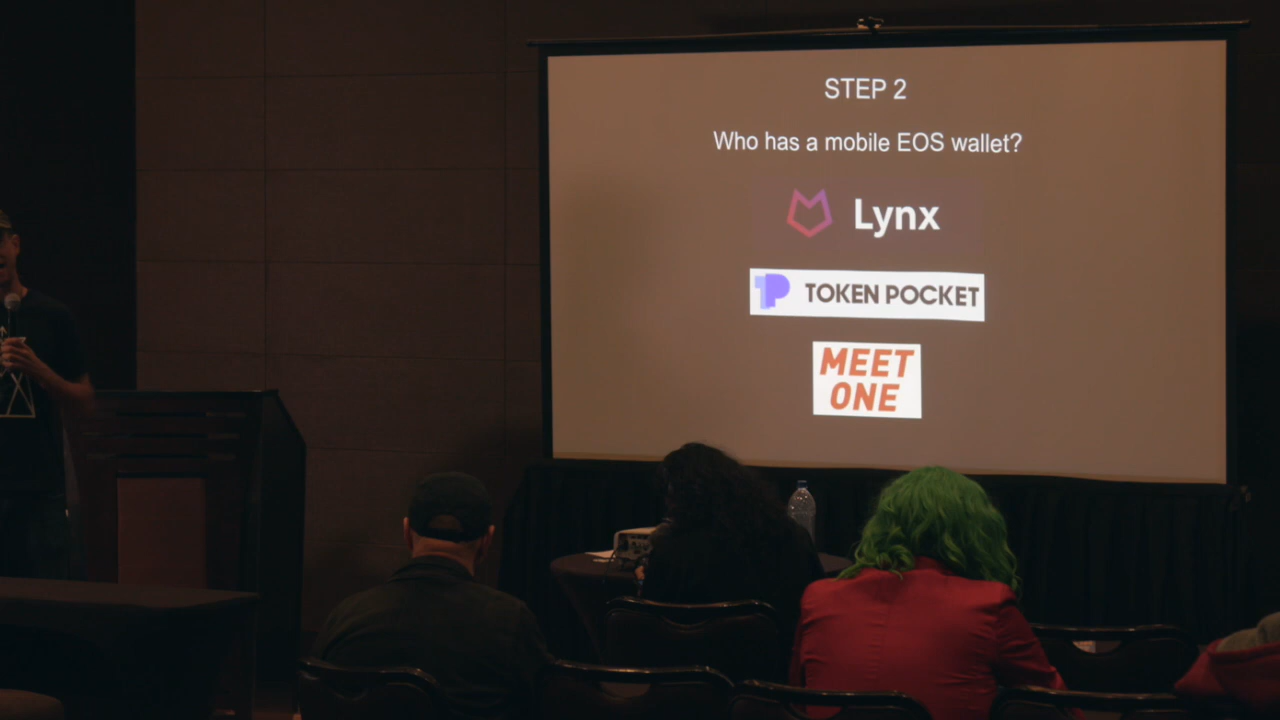 STEP 2
Who has a mobile EOS wallet?
Lynx
TOKEN POCKET
MEET
ONE